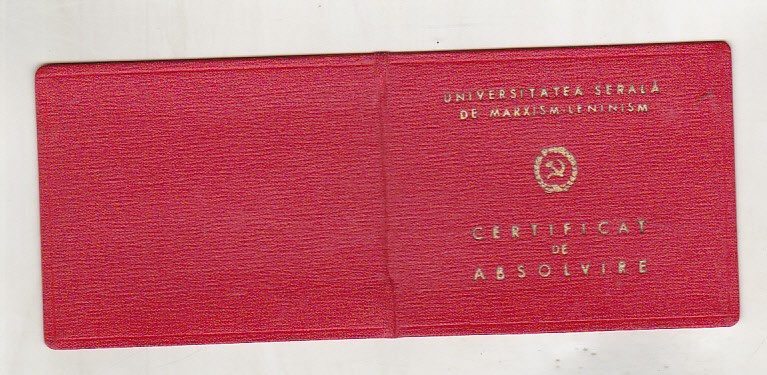 UNIVERSITATEA SERALĂ
DE MARXISM-LENINISM
CERTIFICAT
DE
ABSOLVIRE